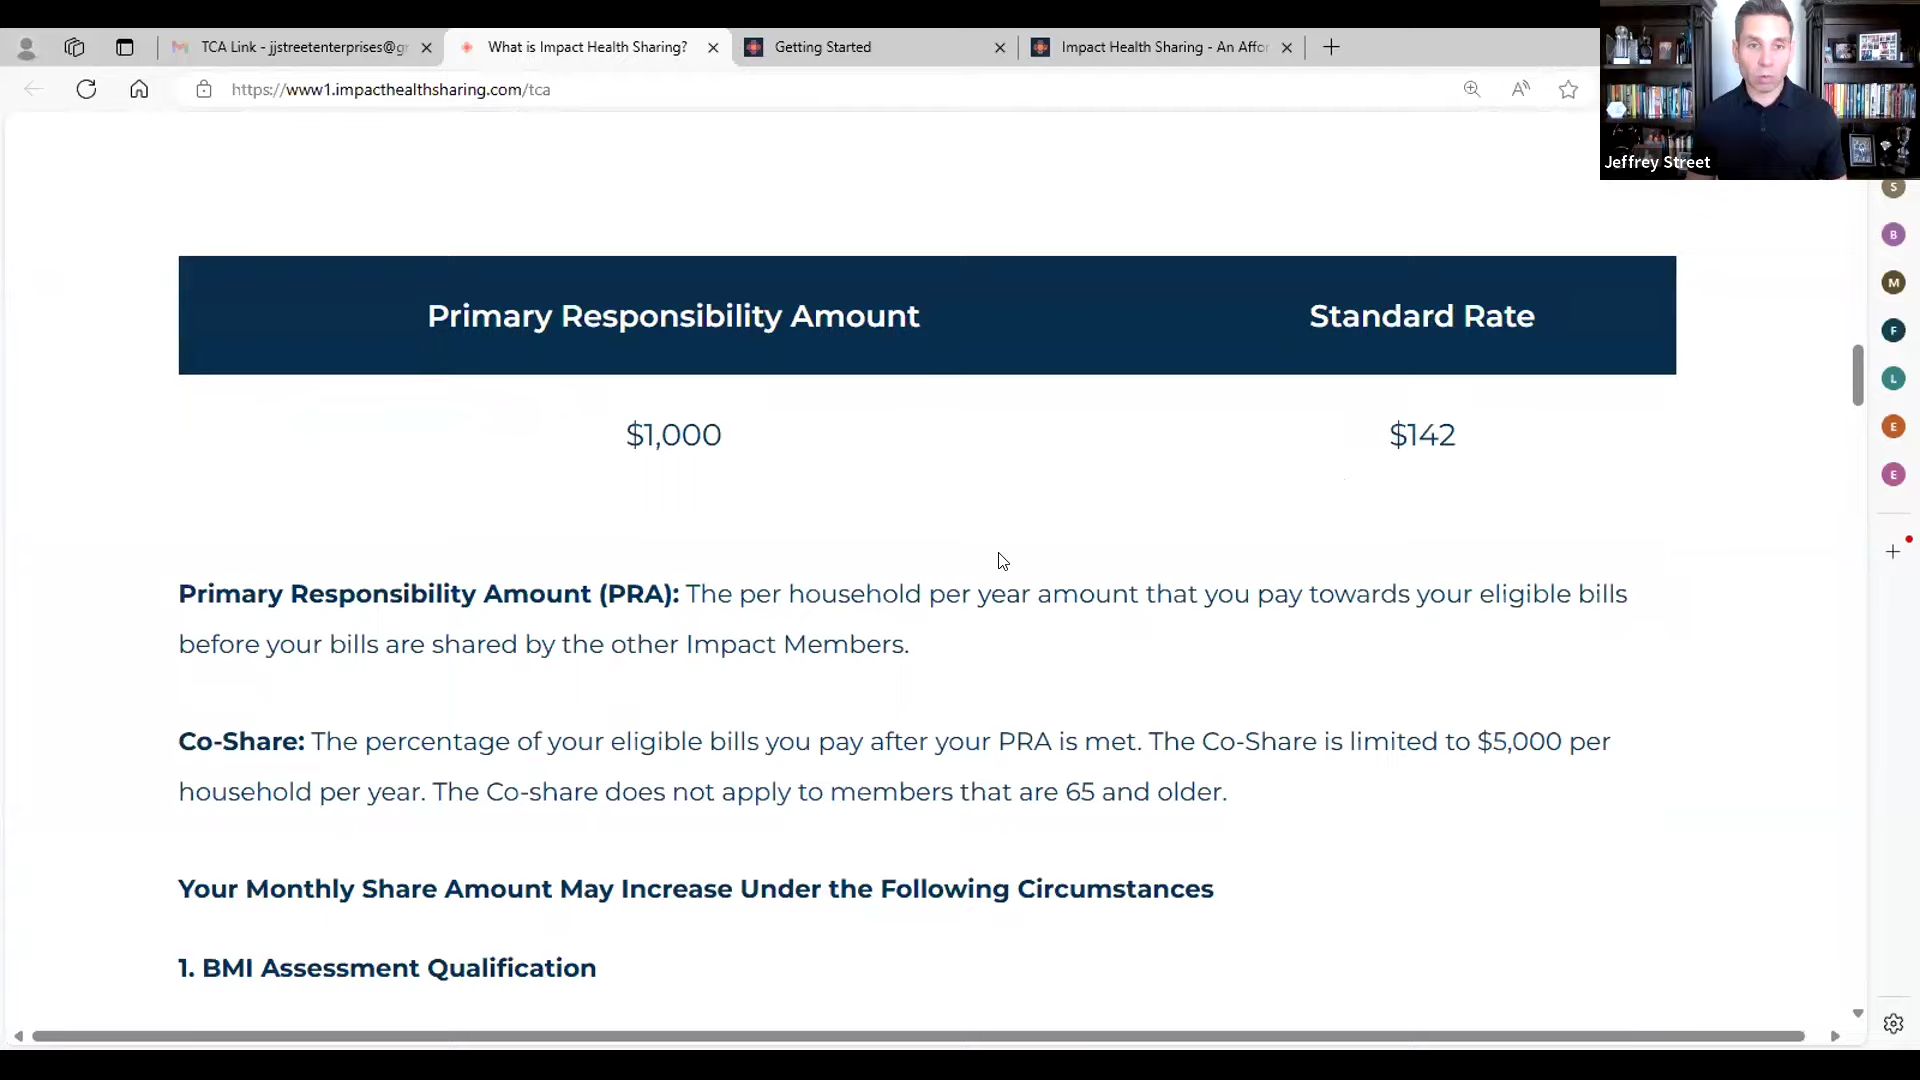 TCA Link - jjstreetenterprises@gr
What is Impact Health Sharing?
Getting Started
Impact Health Sharing - An Affor
https://www1.impacthealthsharing.com/tca
Jeffrey Street
S
B
M
F
L
E
E
Primary Responsibility Amount
Standard Rate
$1,000
$142
Primary Responsibility Amount (PRA): The per household per year amount that you pay towards your eligible bills
before your bills are shared by the other Impact Members.
Co-Share: The percentage of your eligible bills you pay after your PRA is met. The Co-Share is limited to $5,000 per
household per year. The Co-share does not apply to members that are 65 and older.
Your Monthly Share Amount May Increase Under the Following Circumstances
1. BMI Assessment Qualification